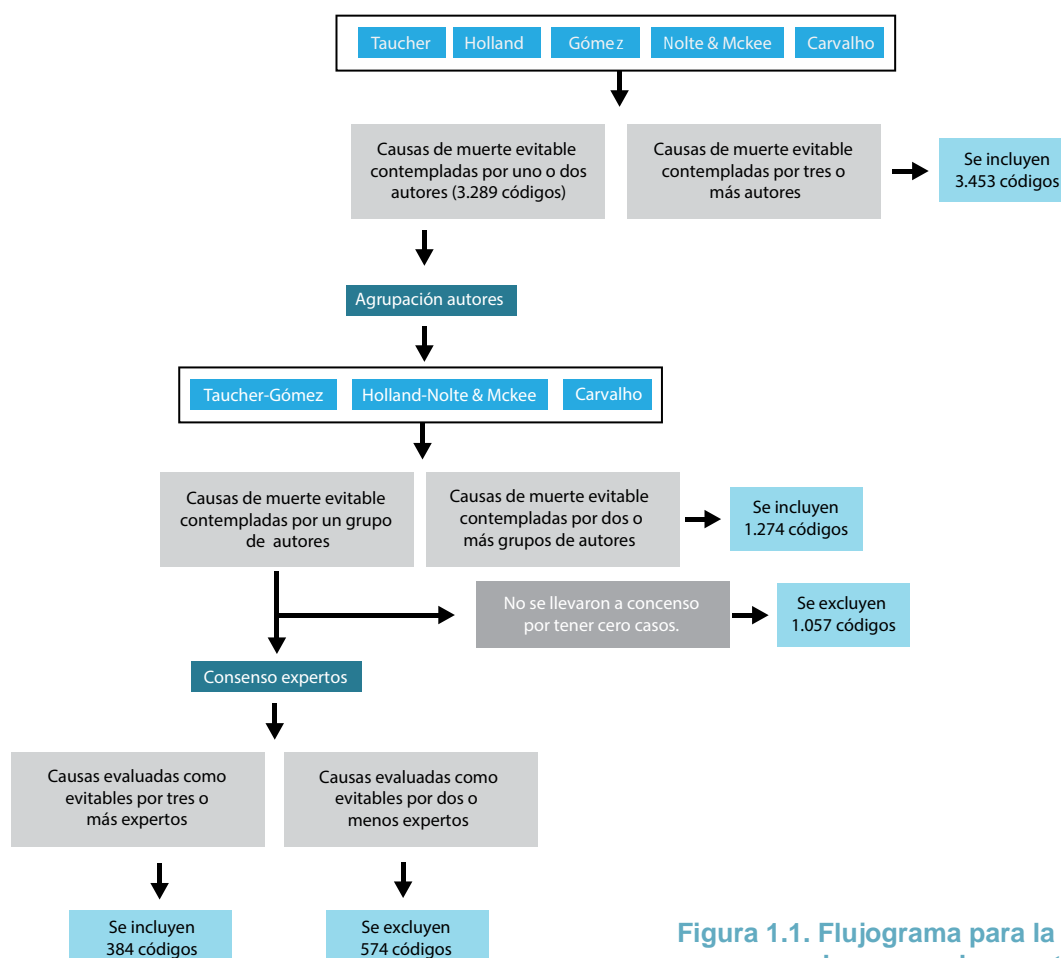 Taucher Holland Gómez Nolte & Mckee Carvalho
Causas de muerte evitable
contempladas por uno o dos
autores (3.289 códigos)
Causas de muerte evitable
contempladas por tres o
más autores
Se incluyen
3.453 códigos
Agrupación autores
Taucher-Gómez Holland-Nolte & Mckee Carvalho
Causas de muerte evitable
contempladas por un grupo
de autores
Causas de muerte evitable
contempladas por dos o
más grupos de autores
Se incluyen
1.274 códigos
No se llevaron a concenso
por tener cero casos.
Se excluyen
1.057 códigos
Consenso expertos
Causas evaluadas como
evitables por tres o
más expertos
Causas evaluadas como
evitables por dos o
menos expertos
Se incluyen
384 códigos
Se excluyen
574 códigos
Figura 1.1. Flujograma para la